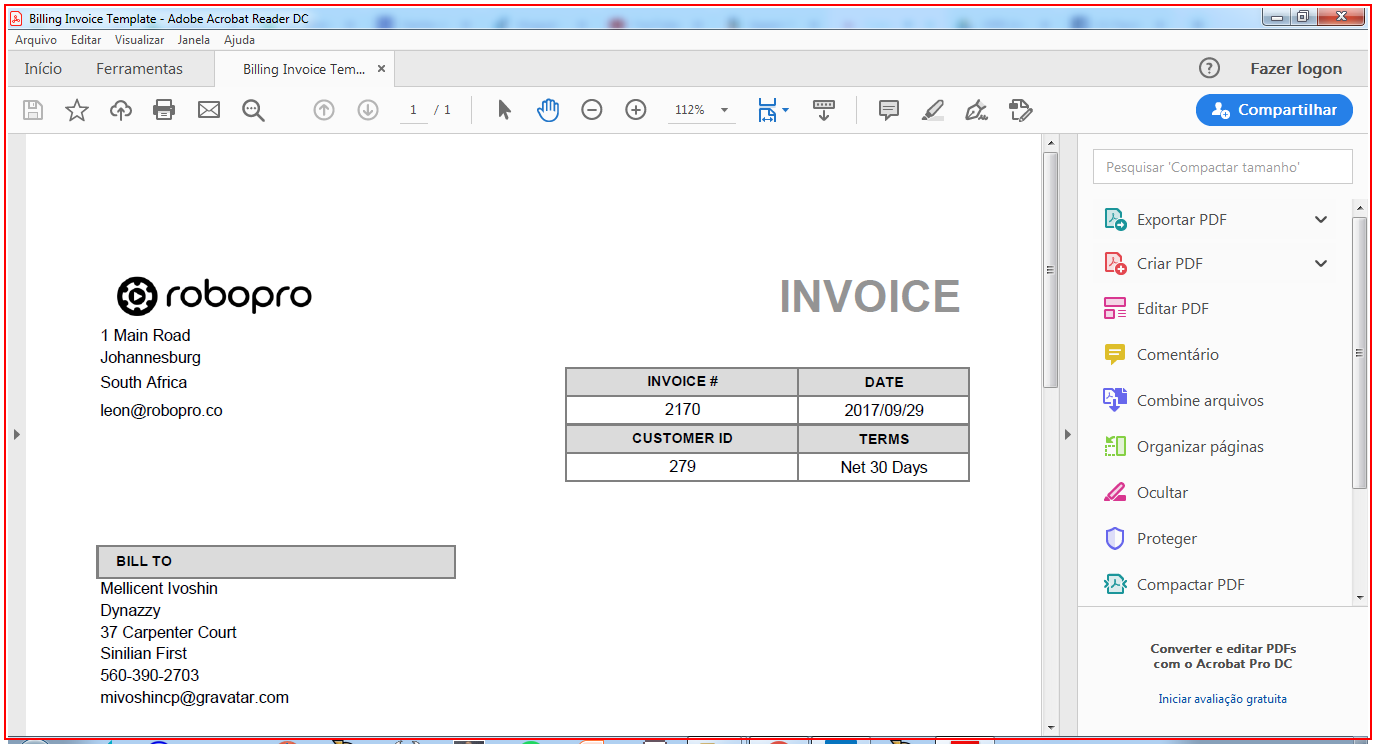 Billing Invoice Template - Adobe Acrobat Reader DC
Arquivo Editar Visualizar Janela Ajuda
Início Ferramentas Billing Invoice Tem... × ? Fazer logon
1 / 1 112% Compartilhar
Pesquisar 'Compactar tamanho'
Exportar PDF
Criar PDF
Editar PDF
Comentário
Combine arquivos
Organizar páginas
Ocultar
Proteger
Compactar PDF
Converter e editar PDFs
com o Acrobat Pro DC
Iniciar avaliação gratuita
robopro
INVOICE
1 Main Road
Johannesburg
South Africa
leon@robopro.co
INVOICE # DATE
2170 2017/09/29
CUSTOMER ID TERMS
279 Net 30 Days
BILL TO
Mellicent Ivoshin
Dynazzy
37 Carpenter Court
Sinilian First
560-390-2703
mivoshincp@gravatar.com